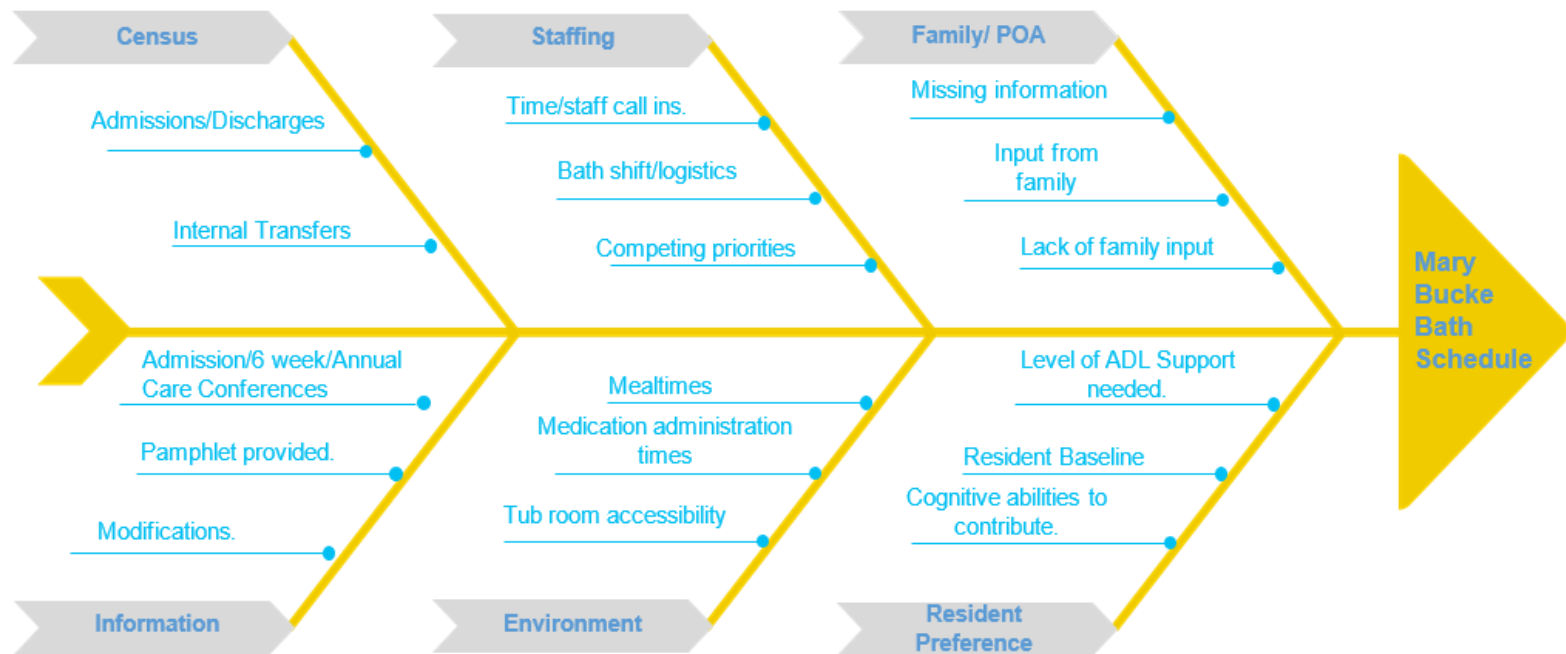 Census
Admissions/Discharges
Internal Transfers
Staffing
Time/staff call ins.
Bath shift/logistics
Competing priorities
Family/ POA
Missing information
Input from
family
Lack of family input
Mary
Bucke
Bath
Schedule
Admission/6 week/Annual
Care Conferences
Pamphlet provided.
Modifications.
Information
Mealtimes
Medication administration
times
Tub room accessibility
Environment
Level of ADL Support
needed.
Resident Baseline
Cognitive abilities to
contribute.
Resident
Preference